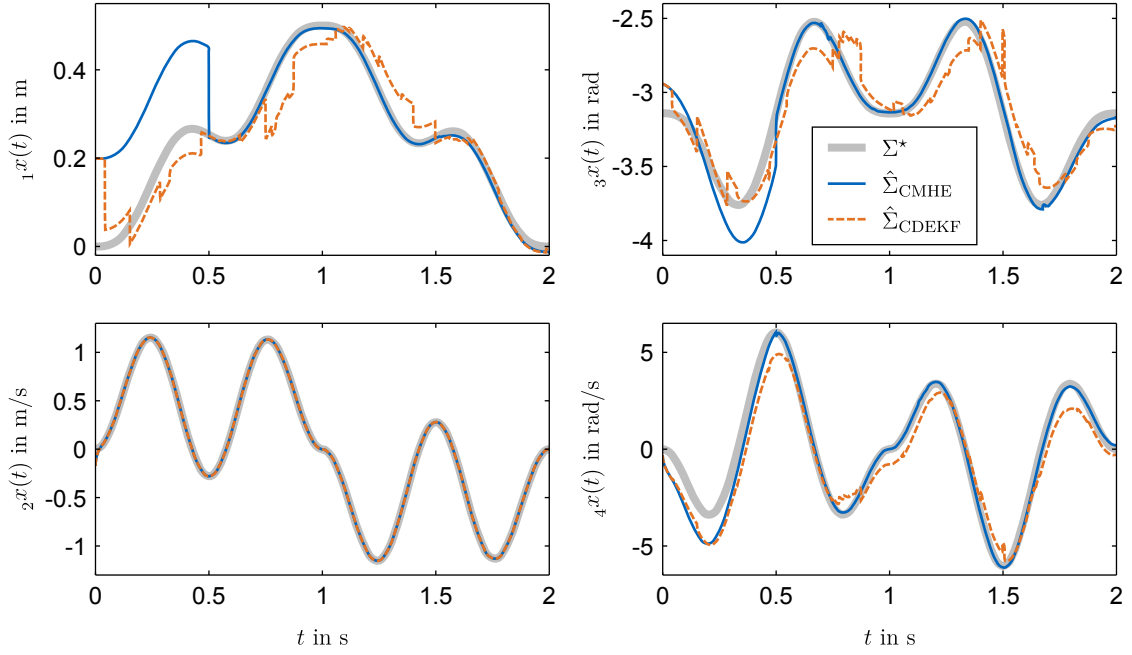 ₁x(t) in m
0.4
0.2
0
0 0.5 1 1.5 2
₃x(t) in rad
-2.5
-3
-3.5
-4
0 0.5 1 1.5 2
Σ⋆
Σ̂CMHE
Σ̂CDEKF
₂x(t) in m/s
1
0.5
0
-0.5
-1
0 0.5 1 1.5 2
t in s
₄x(t) in rad/s
5
0
-5
0 0.5 1 1.5 2
t in s